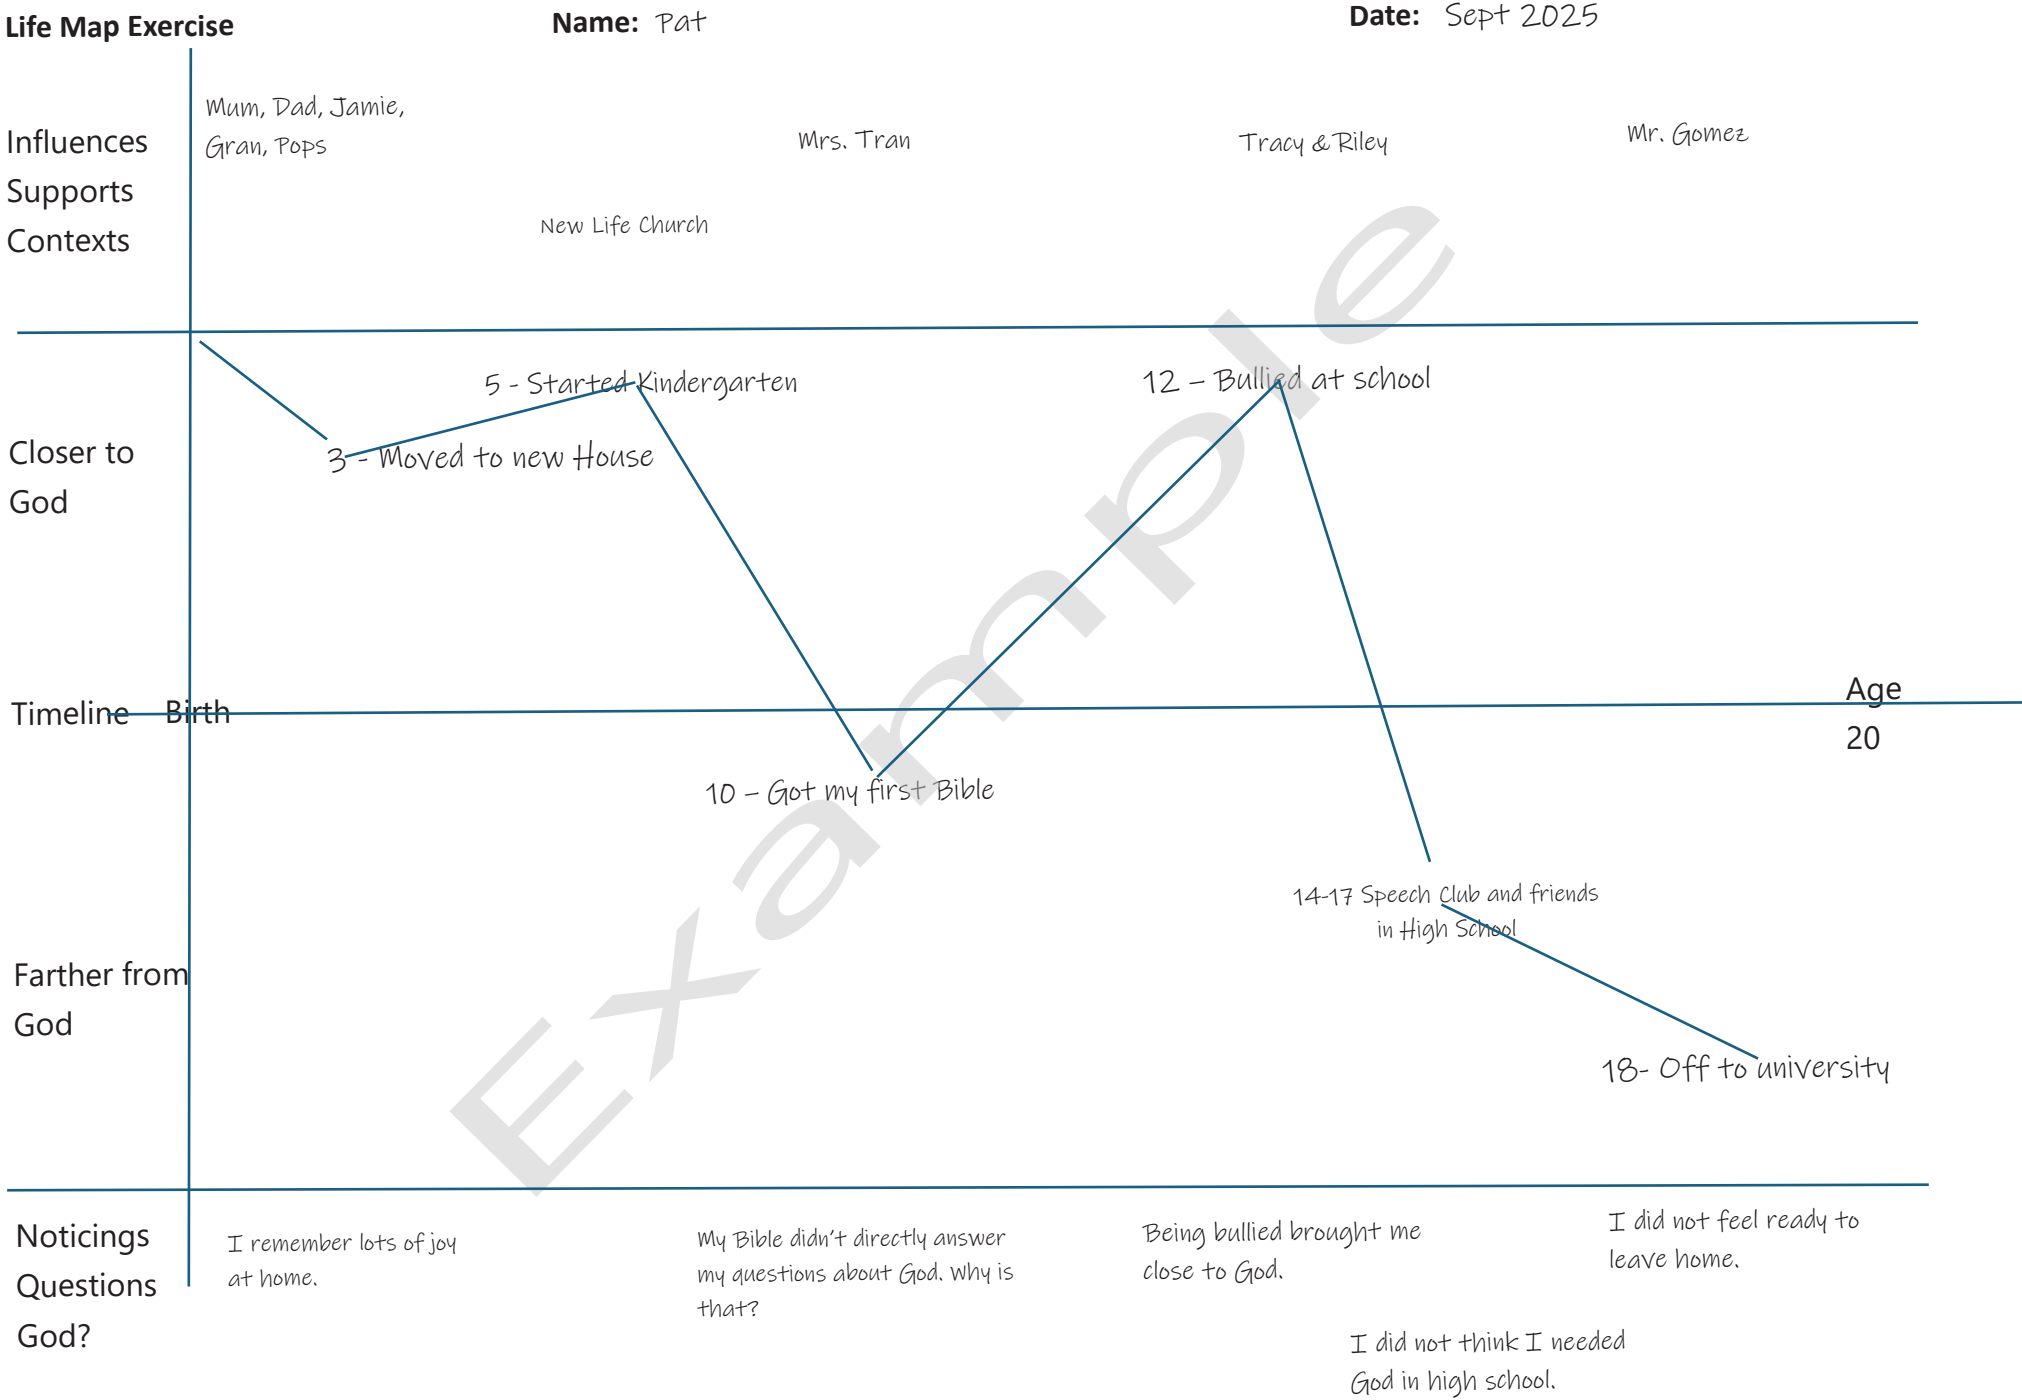 Life Map Exercise
Name: Pat
Date: Sept 2025
Influences
Supports
Contexts
Mum, Dad, Jamie,
Gran, Pops
New Life Church
Mrs. Tran
Tracy & Riley
Mr. Gomez
Closer to
God
5 - Started Kindergarten
3 - Moved to new House
12 – Bullied at school
Timeline
Birth
Age
20
10 – Got my first Bible
Farther from
God
14-17 Speech Club and friends
in High School
18- Off to university
Example
Noticings
Questions
God?
I remember lots of joy
at home.
My Bible didn't directly answer
my questions about God. Why is
that?
Being bullied brought me
close to God.
I did not feel ready to
leave home.
I did not think I needed
God in high school.